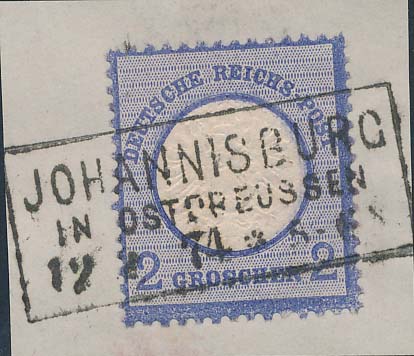 DEUTSCHE REICHS-POST
JOHANNISBURG
IN OSTPREUSSEN
12 74
2 GROSCHEN 2